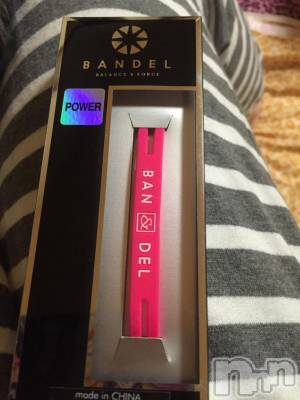 BANDEL
BALANCE & FORCE
POWER
BAN & DEL
made in CHINA
n-n